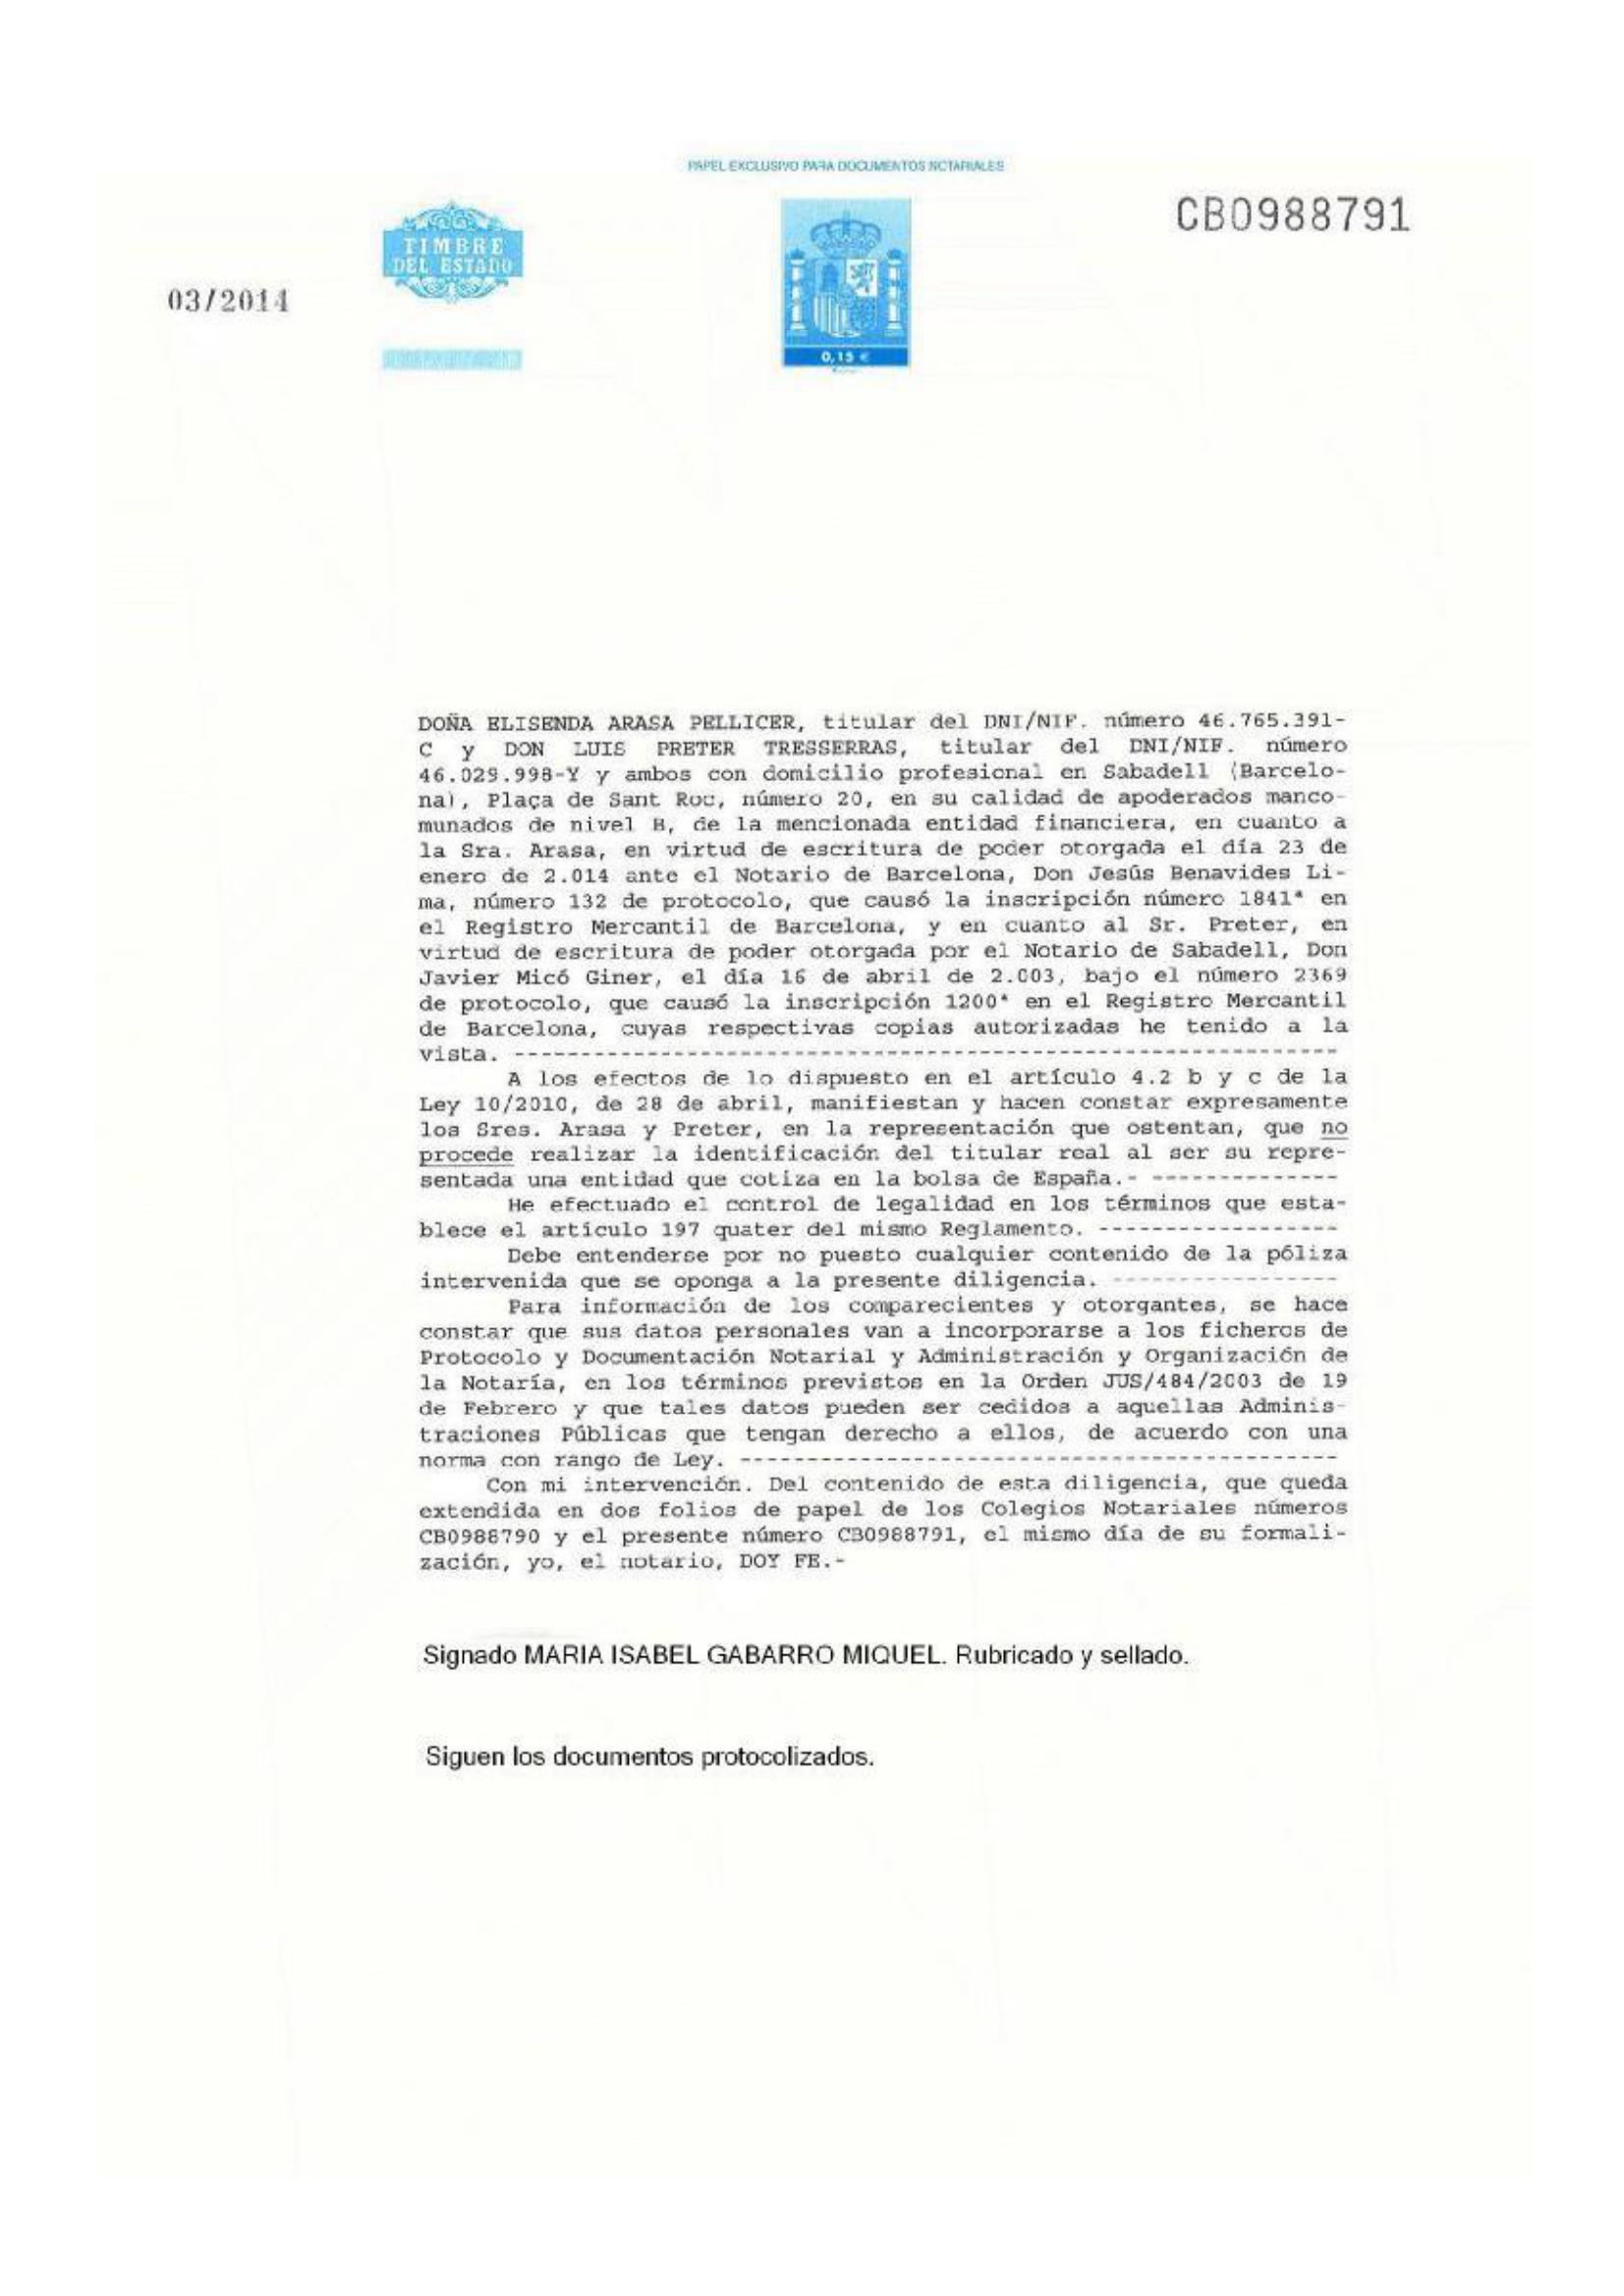 PAPEL EXCLUSIVO PARA DOCUMENTOS NOTARIALES
CB0988791
TIMBRE
DEL ESTADO
03/2014
0,15 €
DOÑA ELISENDA ARASA PELLICER, titular del DNI/NIF. número 46.765.391-
C y DON LUIS PRETER TRESSERRAS, titular del DNI/NIF. número
46.029.998-Y y ambos con domicilio profesional en Sabadell (Barcelo-
na), Plaça de Sant Roc, número 20, en su calidad de apoderados manco-
munados de nivel B, de la mencionada entidad financiera, en cuanto a
la Sra. Arasa, en virtud de escritura de poder otorgada el día 23 de
enero de 2.014 ante el Notario de Barcelona, Don Jesús Benavides Li-
ma, número 132 de protocolo, que causó la inscripción número 1841ª en
el Registro Mercantil de Barcelona, y en cuanto al Sr. Preter, en
virtud de escritura de poder otorgada por el Notario de Sabadell, Don
Javier Micó Giner, el día 16 de abril de 2.003, bajo el número 2369
de protocolo, que causó la inscripción 1200ª en el Registro Mercantil
de Barcelona, cuyas respectivas copias autorizadas he tenido a la
vista. ---------------------------------------------------------------
A los efectos de lo dispuesto en el artículo 4.2 b y c de la
Ley 10/2010, de 28 de abril, manifiestan y hacen constar expresamente
los Sres. Arasa y Preter, en la representación que ostentan, que no
procede realizar la identificación del titular real al ser su repre-
sentada una entidad que cotiza en la bolsa de España.- --------------
He efectuado el control de legalidad en los términos que esta-
blece el artículo 197 quater del mismo Reglamento. ------------------
Debe entenderse por no puesto cualquier contenido de la póliza
intervenida que se oponga a la presente diligencia. -----------------
Para información de los comparecientes y otorgantes, se hace
constar que sus datos personales van a incorporarse a los ficheros de
Protocolo y Documentación Notarial y Administración y Organización de
la Notaría, en los términos previstos en la Orden JUS/484/2003 de 19
de Febrero y que tales datos pueden ser cedidos a aquellas Adminis-
traciones Públicas que tengan derecho a ellos, de acuerdo con una
norma con rango de Ley. ---------------------------------------------
Con mi intervención. Del contenido de esta diligencia, que queda
extendida en dos folios de papel de los Colegios Notariales números
CB0988790 y el presente número CB0988791, el mismo día de su formali-
zación, yo, el notario, DOY FE.-
Signado MARIA ISABEL GABARRO MIQUEL. Rubricado y sellado.
Siguen los documentos protocolizados.